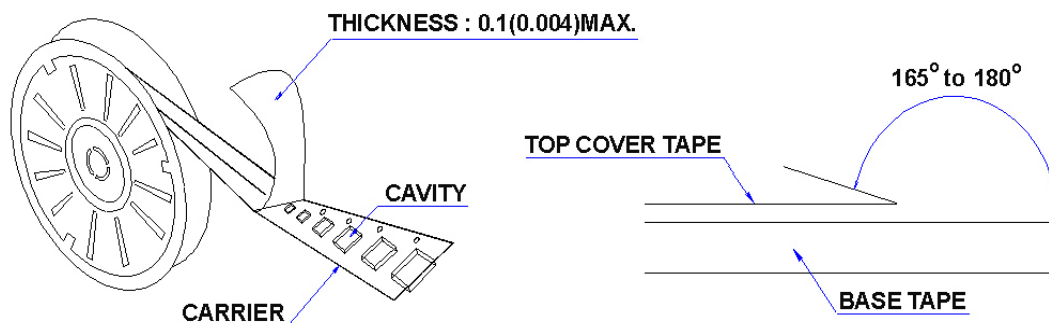 THICKNESS : 0.1(0.004)MAX.
165° to 180°
TOP COVER TAPE
CAVITY
CARRIER
BASE TAPE